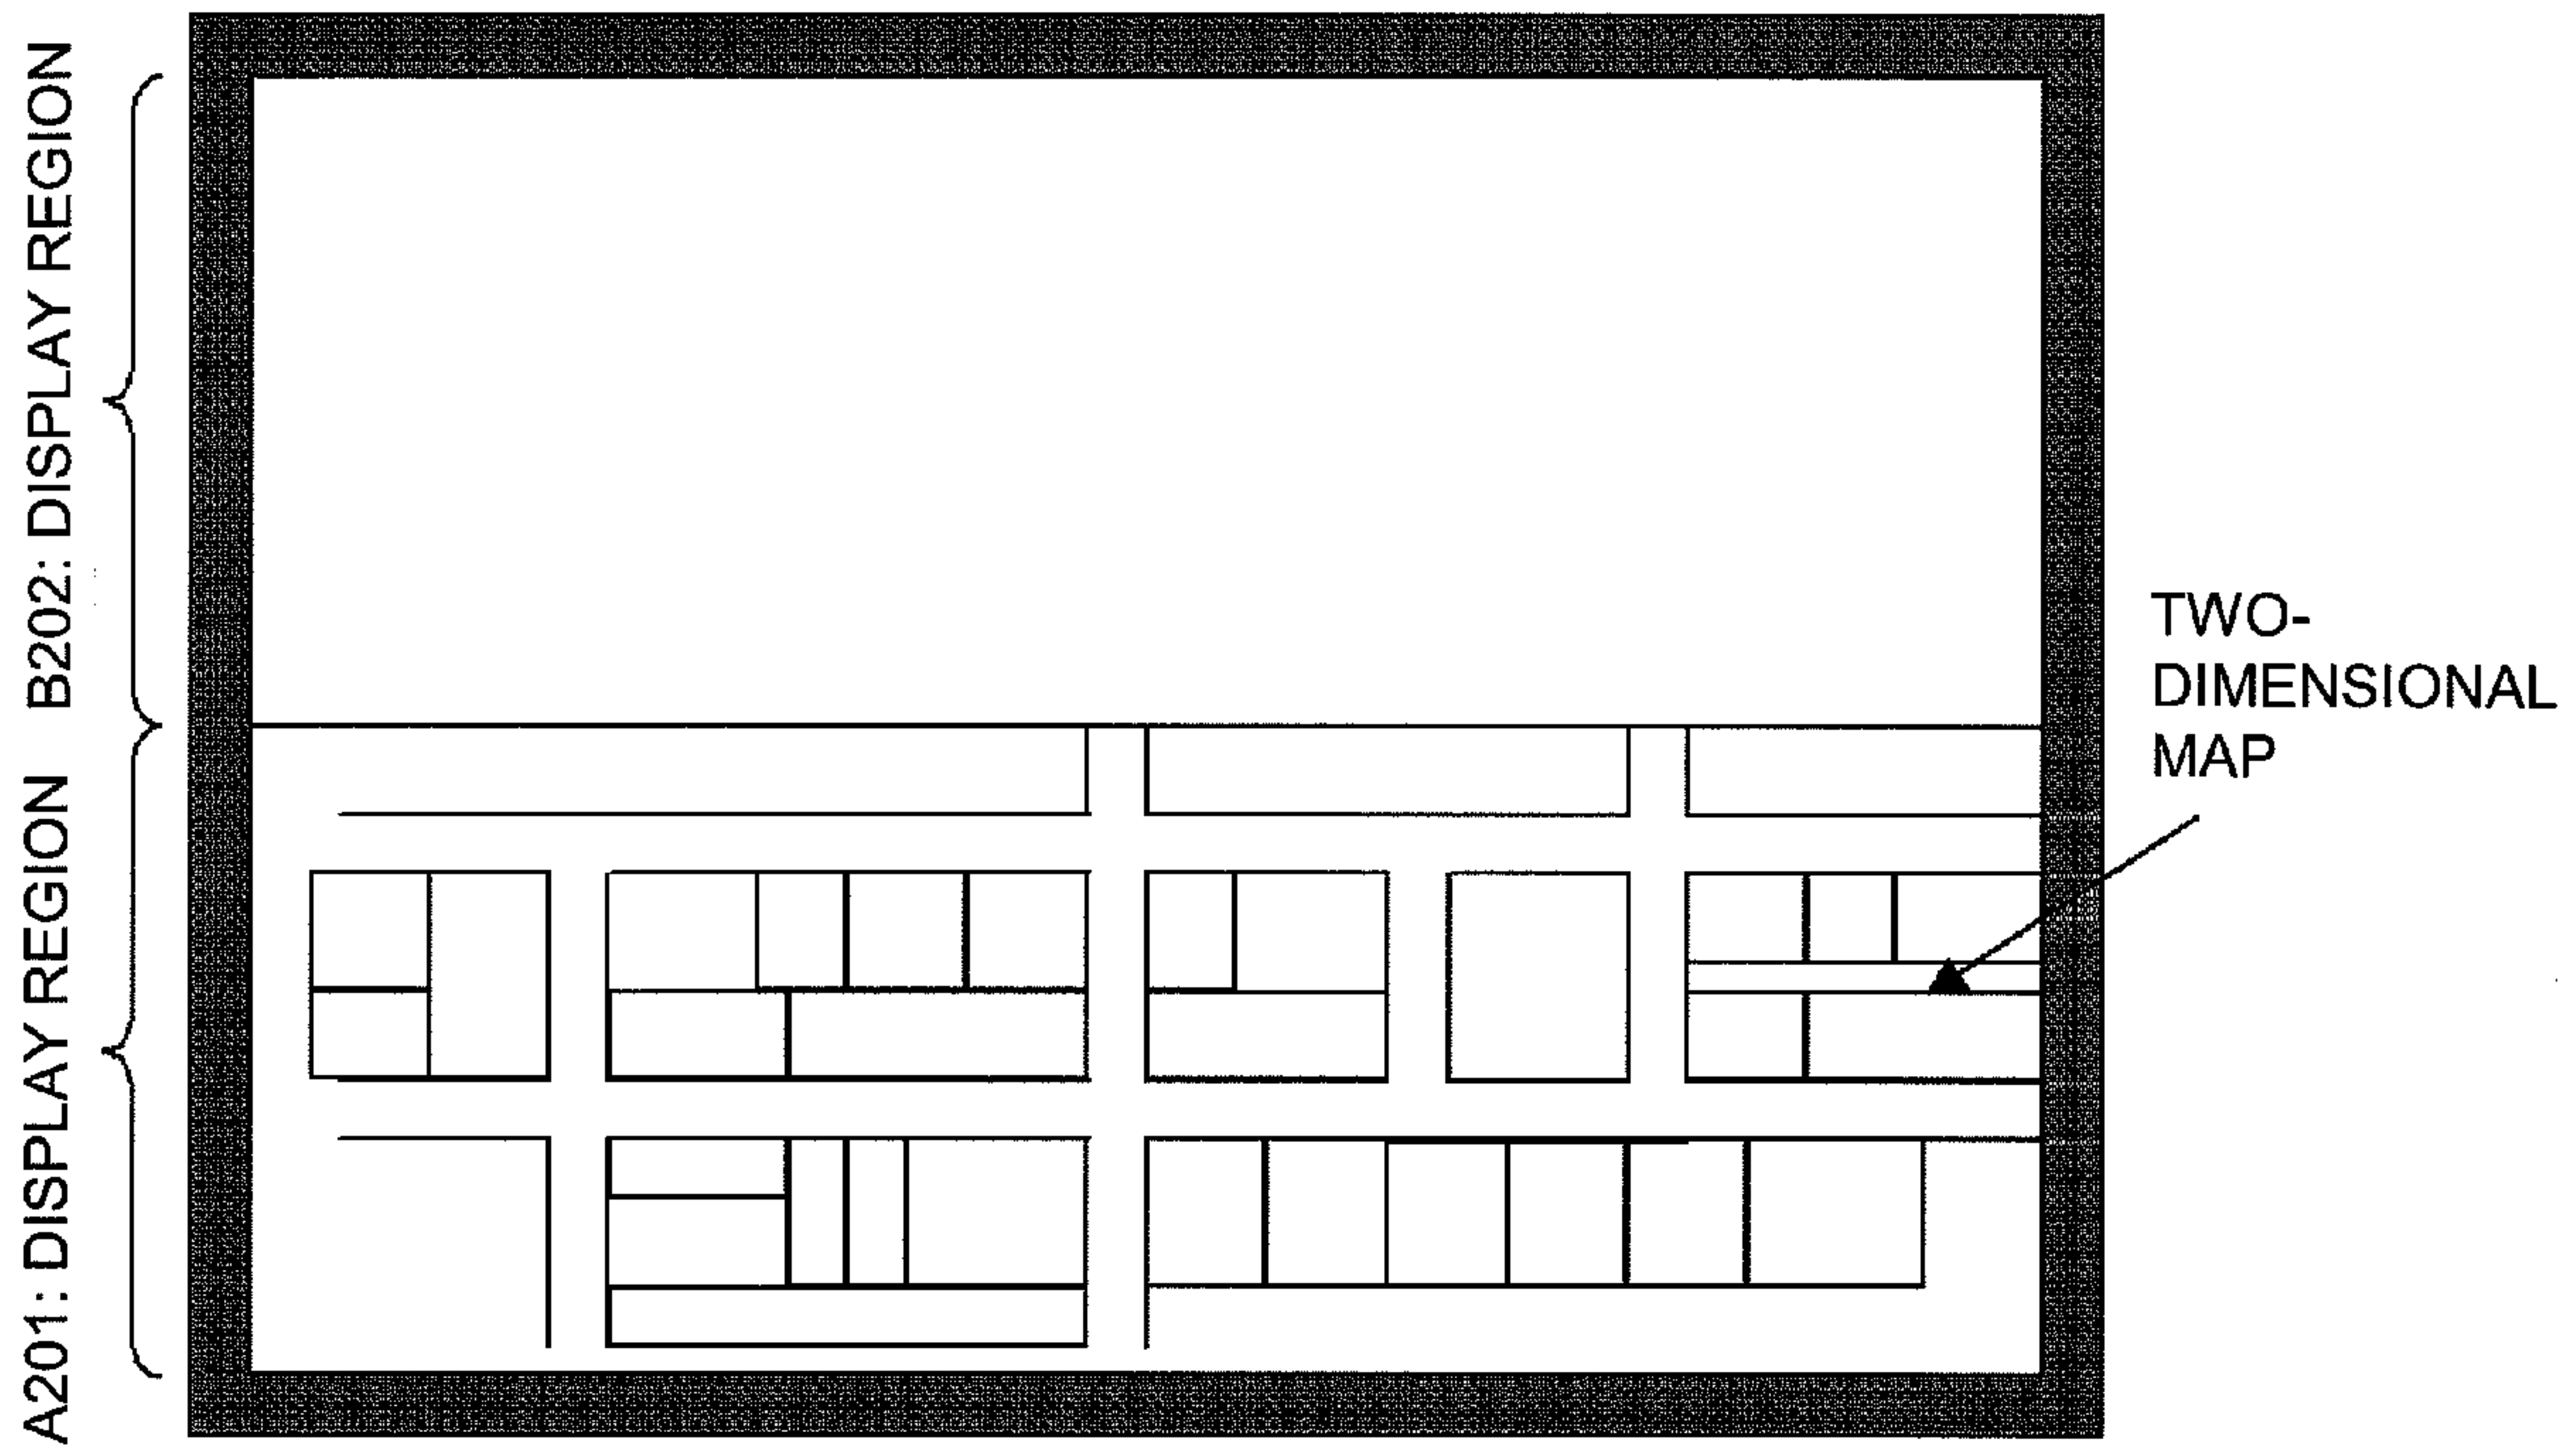 B202: DISPLAY REGION
A201: DISPLAY REGION
TWO-
DIMENSIONAL
MAP